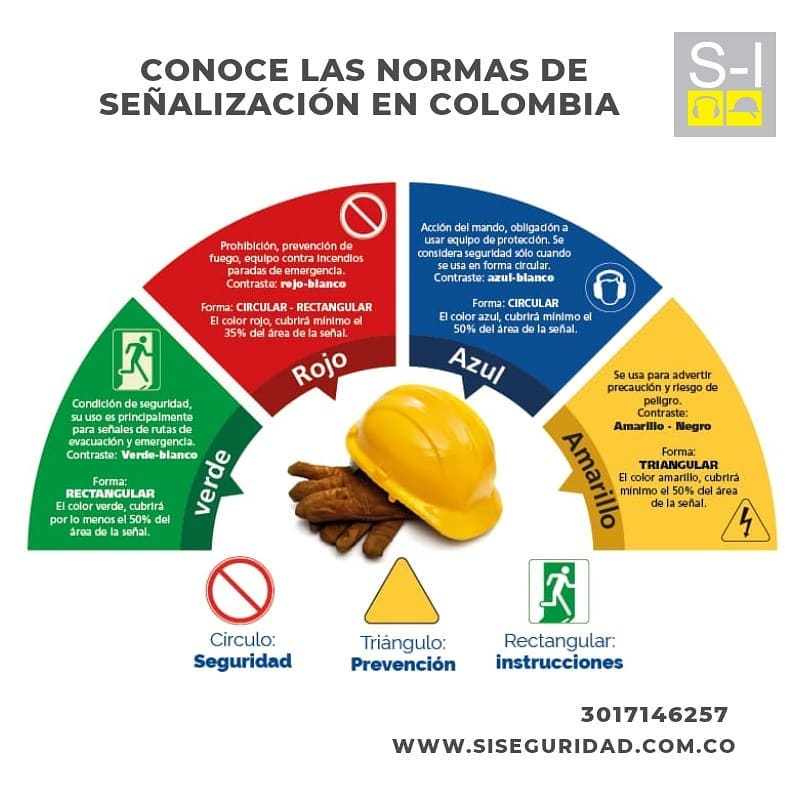 CONOCE LAS NORMAS DE
SEÑALIZACIÓN EN COLOMBIA
S-I
Condición de seguridad,
su uso es principalmente
para señales de rutas de
evacuación y emergencia.
Contraste: Verde-blanco
Forma:
RECTANGULAR
El color verde, cubrirá
por lo menos el 50% del
área de la señal.
verde
Prohibición, prevención de
fuego, equipo contra incendios
paradas de emergencia.
Contraste: rojo-blanco
Forma: CIRCULAR - RECTANGULAR
El color rojo, cubrirá mínimo el
35% del área de la señal.
Rojo
Acción del mando, obligación a
usar equipo de protección. Se
considera seguridad sólo cuando
se usa en forma circular.
Contraste: azul-blanco
Forma: CIRCULAR
El color azul, cubrirá mínimo el
50% del área de la señal.
Azul
Se usa para advertir
precaución y riesgo de
peligro.
Contraste:
Amarillo - Negro
Forma:
TRIANGULAR
El color amarillo, cubrirá
mínimo el 50% del área
de la señal.
Amarillo
Círculo:
Seguridad
Triángulo:
Prevención
Rectangular:
instrucciones
3017146257
WWW.SISEGURIDAD.COM.CO